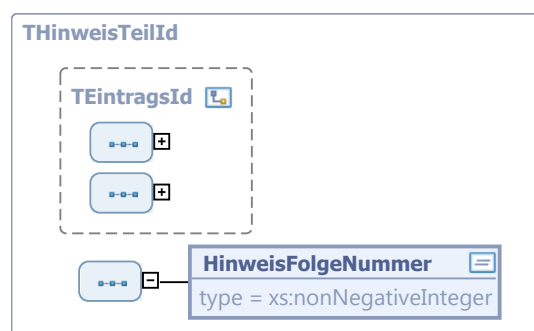 THinweisTeilId
TEintragsId
HinweisFolgeNummer
type = xs:nonNegativeInteger